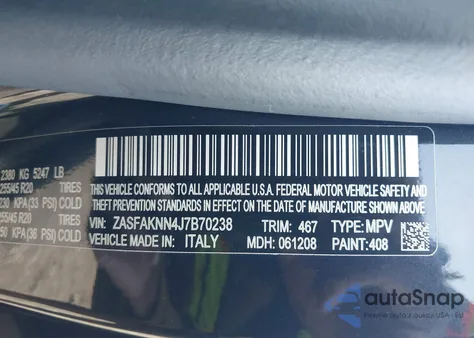 2380 KG 5247 LB
255/45 R20 TIRES
230 KPA(33 PSI) COLD
255/45 R20 TIRES
50 KPA(36 PSI) COLD
THIS VEHICLE CONFORMS TO ALL APPLICABLE U.S.A. FEDERAL MOTOR VEHICLE SAFETY AND
THEFT PREVENTION STANDARDS IN EFFECT ON THE DATE OF MANUFACTURE SHOWN ABOVE.
VIN: ZASFAKNN4J7B70238 TRIM: 467 TYPE: MPV
VEHICLE MADE IN: ITALY MDH: 061208 PAINT: 408
autoSnap